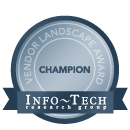 VENDOR LANDSCAPE AWARD
CHAMPION
INFO~TECH
research group